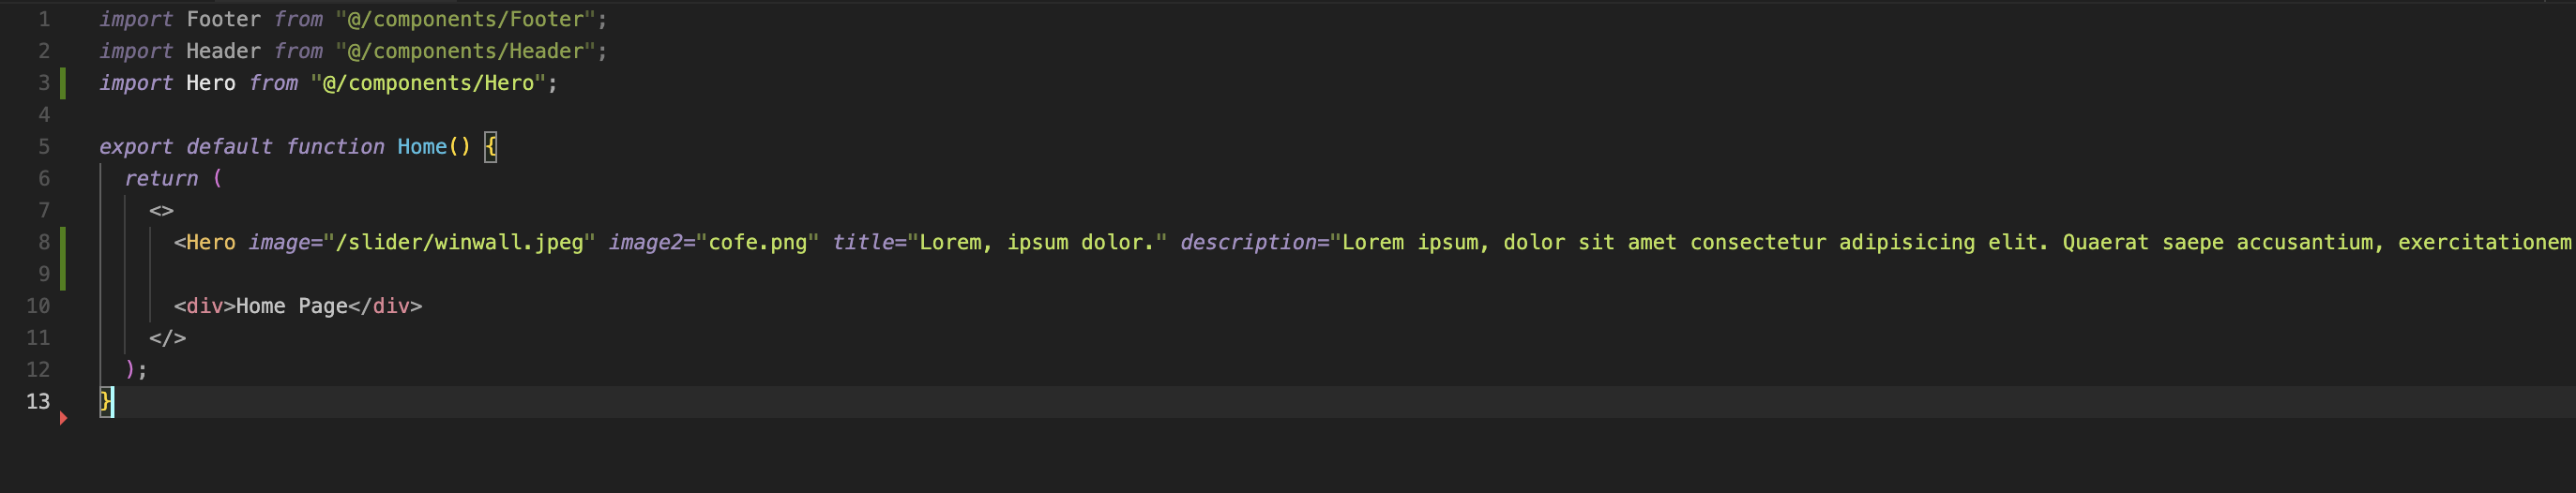 1 import Footer from "@/components/Footer";
2 import Header from "@/components/Header";
3 import Hero from "@/components/Hero";
4
5 export default function Home() {
6   return (
7     <>
8       <Hero image="/slider/winwall.jpeg" image2="cofe.png" title="Lorem, ipsum dolor." description="Lorem ipsum, dolor sit amet consectetur adipisicing elit. Quaerat saepe accusantium, exercitationem
9
10       <div>Home Page</div>
11     </>
12   );
13 }